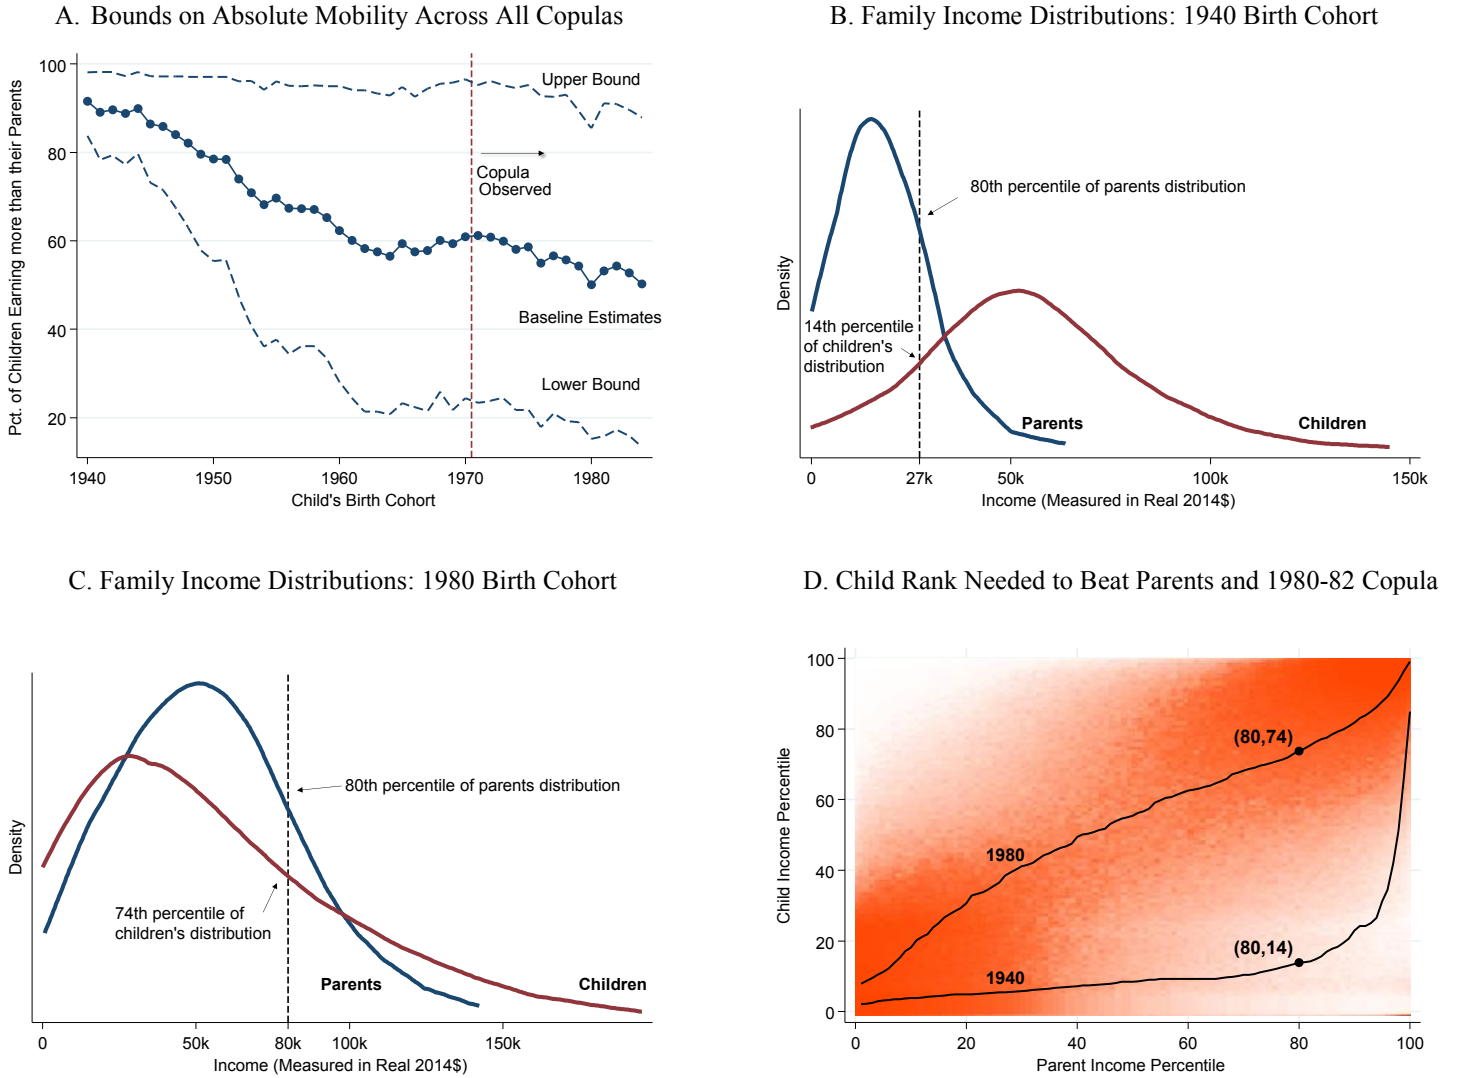 A. Bounds on Absolute Mobility Across All Copulas
Pct. of Children Earning more than their Parents
100
80
60
40
20
Upper Bound
Copula
Observed
Baseline Estimates
Lower Bound
1940
1950
1960
1970
1980
Child's Birth Cohort
B. Family Income Distributions: 1940 Birth Cohort
Density
80th percentile of parents distribution
14th percentile
of children's
distribution
Parents
Children
0
27k
50k
100k
150k
Income (Measured in Real 2014$)
C. Family Income Distributions: 1980 Birth Cohort
Density
80th percentile of parents distribution
74th percentile of
children's distribution
Parents
Children
0
50k
80k
100k
150k
Income (Measured in Real 2014$)
D. Child Rank Needed to Beat Parents and 1980-82 Copula
Child Income Percentile
100
80
60
40
20
0
(80,74)
1980
(80,14)
1940
0
20
40
60
80
100
Parent Income Percentile